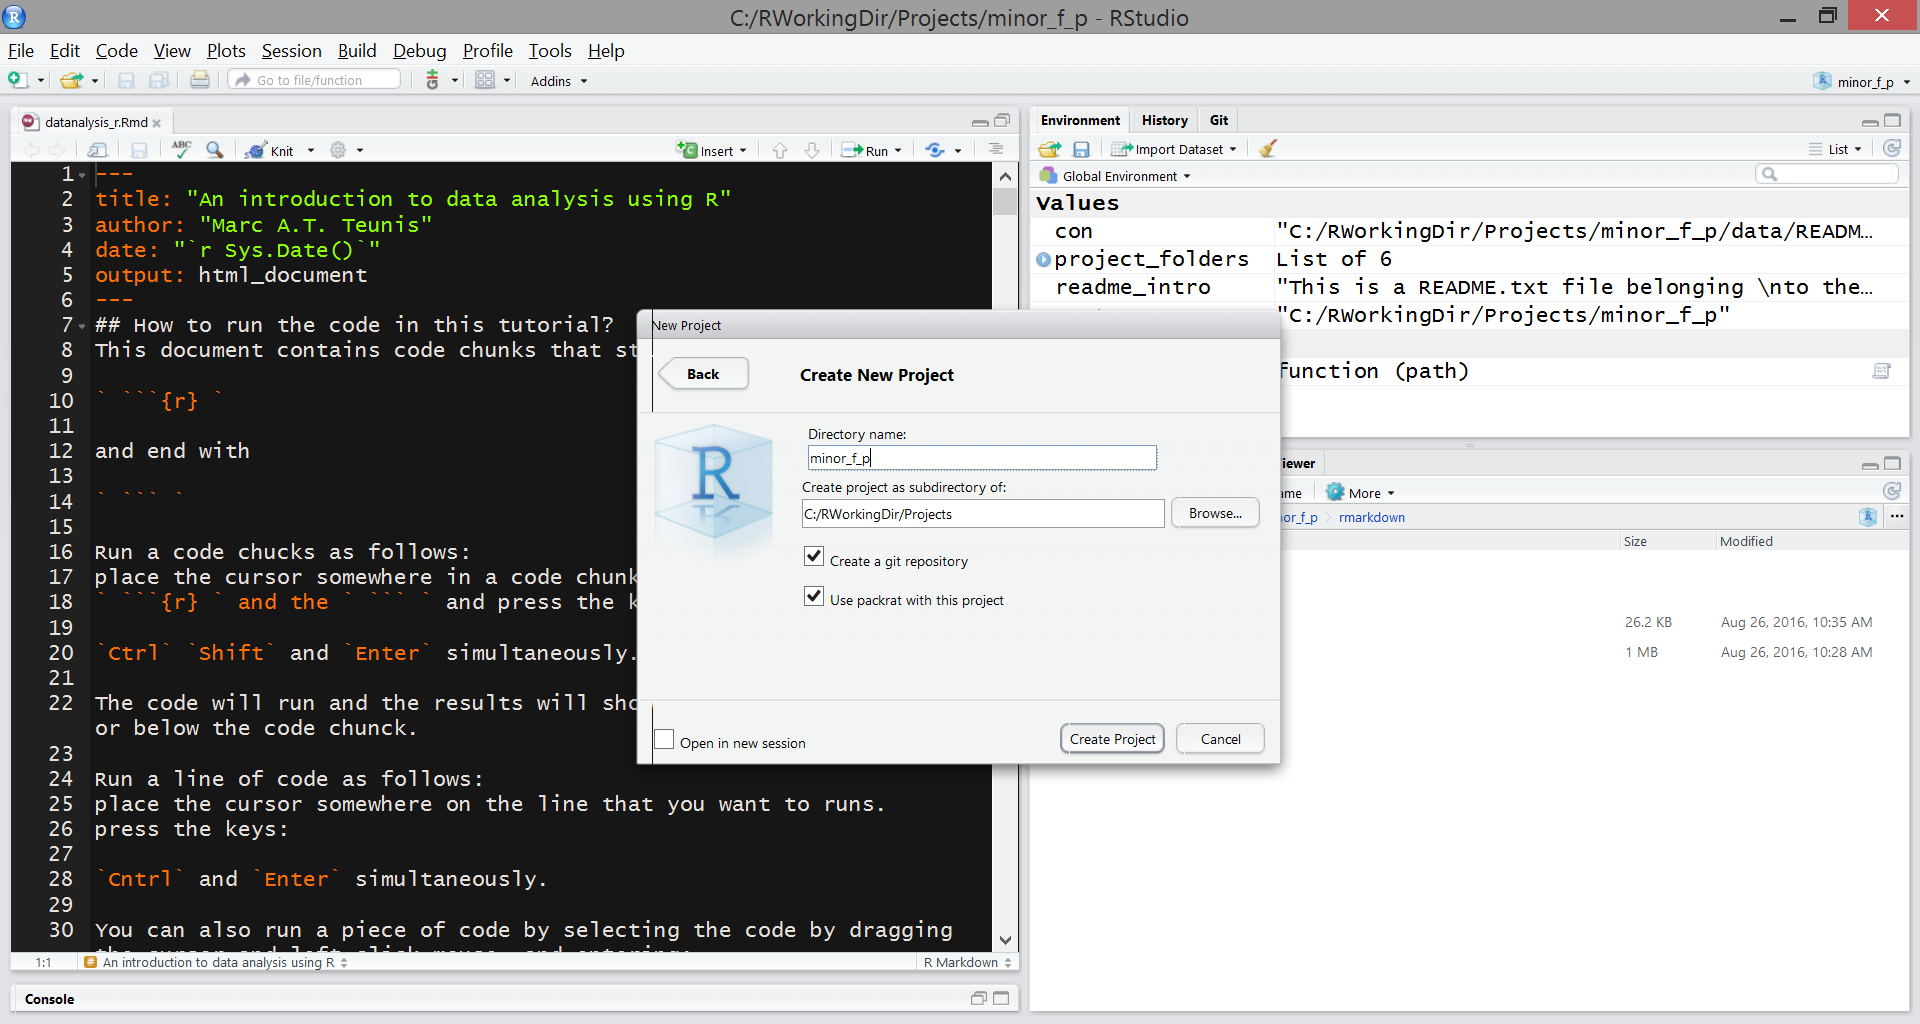 C:/RWorkingDir/Projects/minor_f_p - RStudio
File Edit Code View Plots Session Build Debug Profile Tools Help
Go to file/function
Addins
minor_f_p
datanalysis_r.Rmd
ABC
Knit
Insert
Run
1 ---
2 title: "An introduction to data analysis using R"
3 author: "Marc A.T. Teunis"
4 date: "`r Sys.Date()`"
5 output: html_document
6 ---
7 ## How to run the code in this tutorial?
8 This document contains code chunks that st
9
10 ` ```{r} `
11
12 and end with
13
14 ` ``` `
15
16 Run a code chucks as follows:
17 place the cursor somewhere in a code chunk
18 ` ```{r} ` and the ` ``` ` and press the k
19
20 `Ctrl` `Shift` and `Enter` simultaneously.
21
22 The code will run and the results will sho
or below the code chunck.
23
24 Run a line of code as follows:
25 place the cursor somewhere on the line that you want to runs.
26 press the keys:
27
28 `Cntrl` and `Enter` simultaneously.
29
30 You can also run a piece of code by selecting the code by dragging
1:1
An introduction to data analysis using R
R Markdown
Console
Environment History Git
Import Dataset
List
Global Environment
Values
con "C:/RWorkingDir/Projects/minor_f_p/data/READM...
project_folders List of 6
readme_intro "This is a README.txt file belonging \nto the...
"C:/RWorkingDir/Projects/minor_f_p"
function (path)
iewer
ame
More
or_f_p rmarkdown
Size Modified
26.2 KB Aug 26, 2016, 10:35 AM
1 MB Aug 26, 2016, 10:28 AM
New Project
Back
Create New Project
R
Directory name:
minor_f_p
Create project as subdirectory of:
C:/RWorkingDir/Projects
Browse...
Create a git repository
Use packrat with this project
Open in new session
Create Project
Cancel